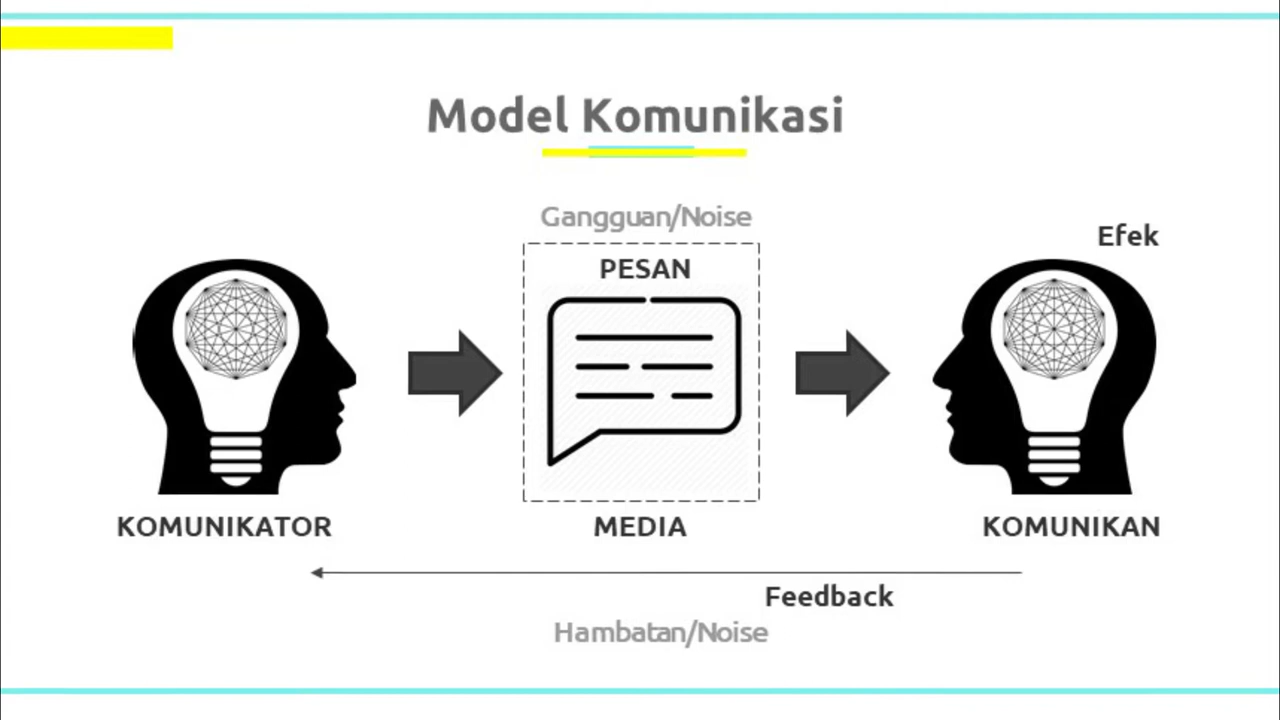 Model Komunikasi
Gangguan/Noise
Efek
PESAN
KOMUNIKATOR
MEDIA
KOMUNIKAN
Feedback
Hambatan/Noise